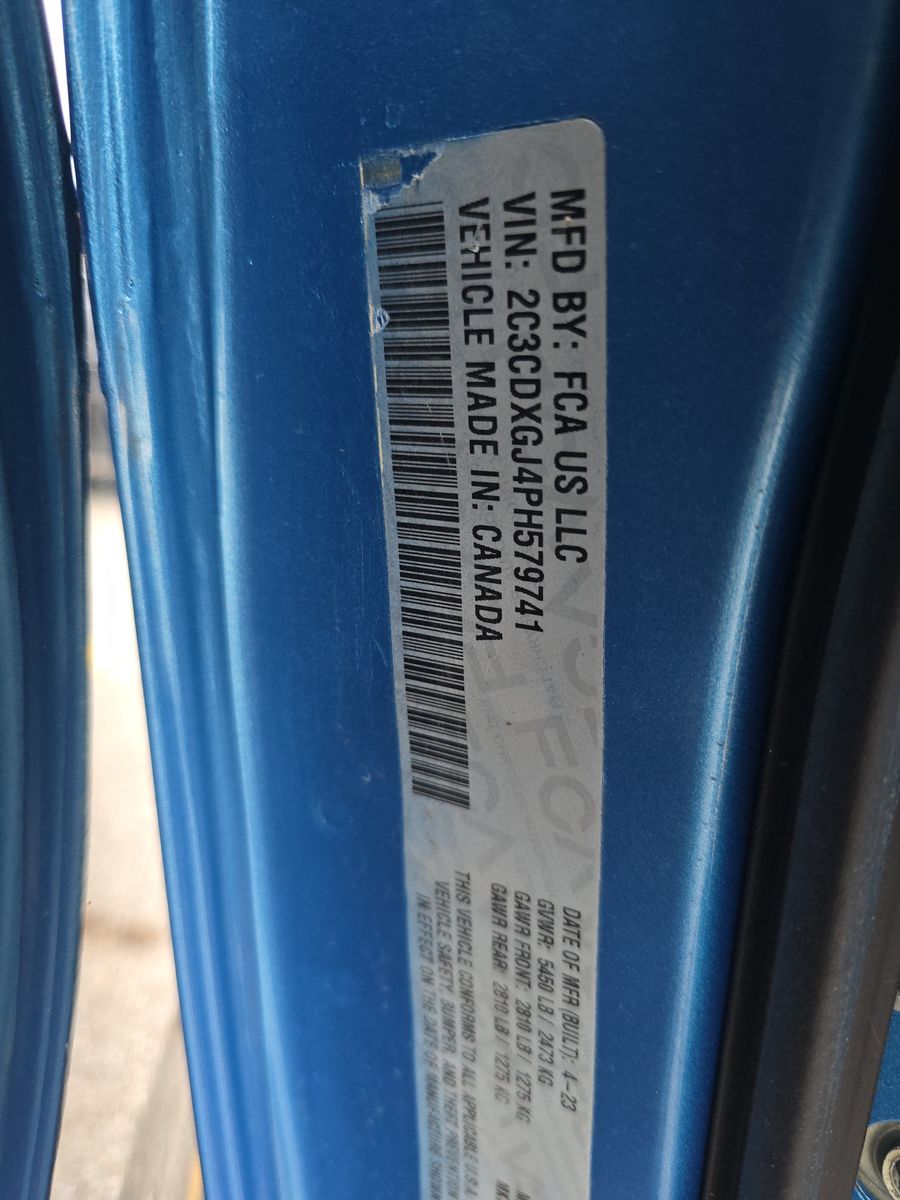 MFD BY: FCA US LLC
VIN: 2C3CDXGJ4PH579741
VEHICLE MADE IN: CANADA
DATE OF MFR (BUILT): 4-23
GVWR: 5450 LB / 2473 KG
GAWR FRONT: 2810 LB / 1275 KG
GAWR REAR: 2810 LB / 1275 KG
THIS VEHICLE CONFORMS TO ALL APPLICABLE U.S.A.
VEHICLE SAFETY, BUMPER, AND THEFT PREVENTION
IN EFFECT ON THE DATE OF MANUFACTURE SHOWN
FCA